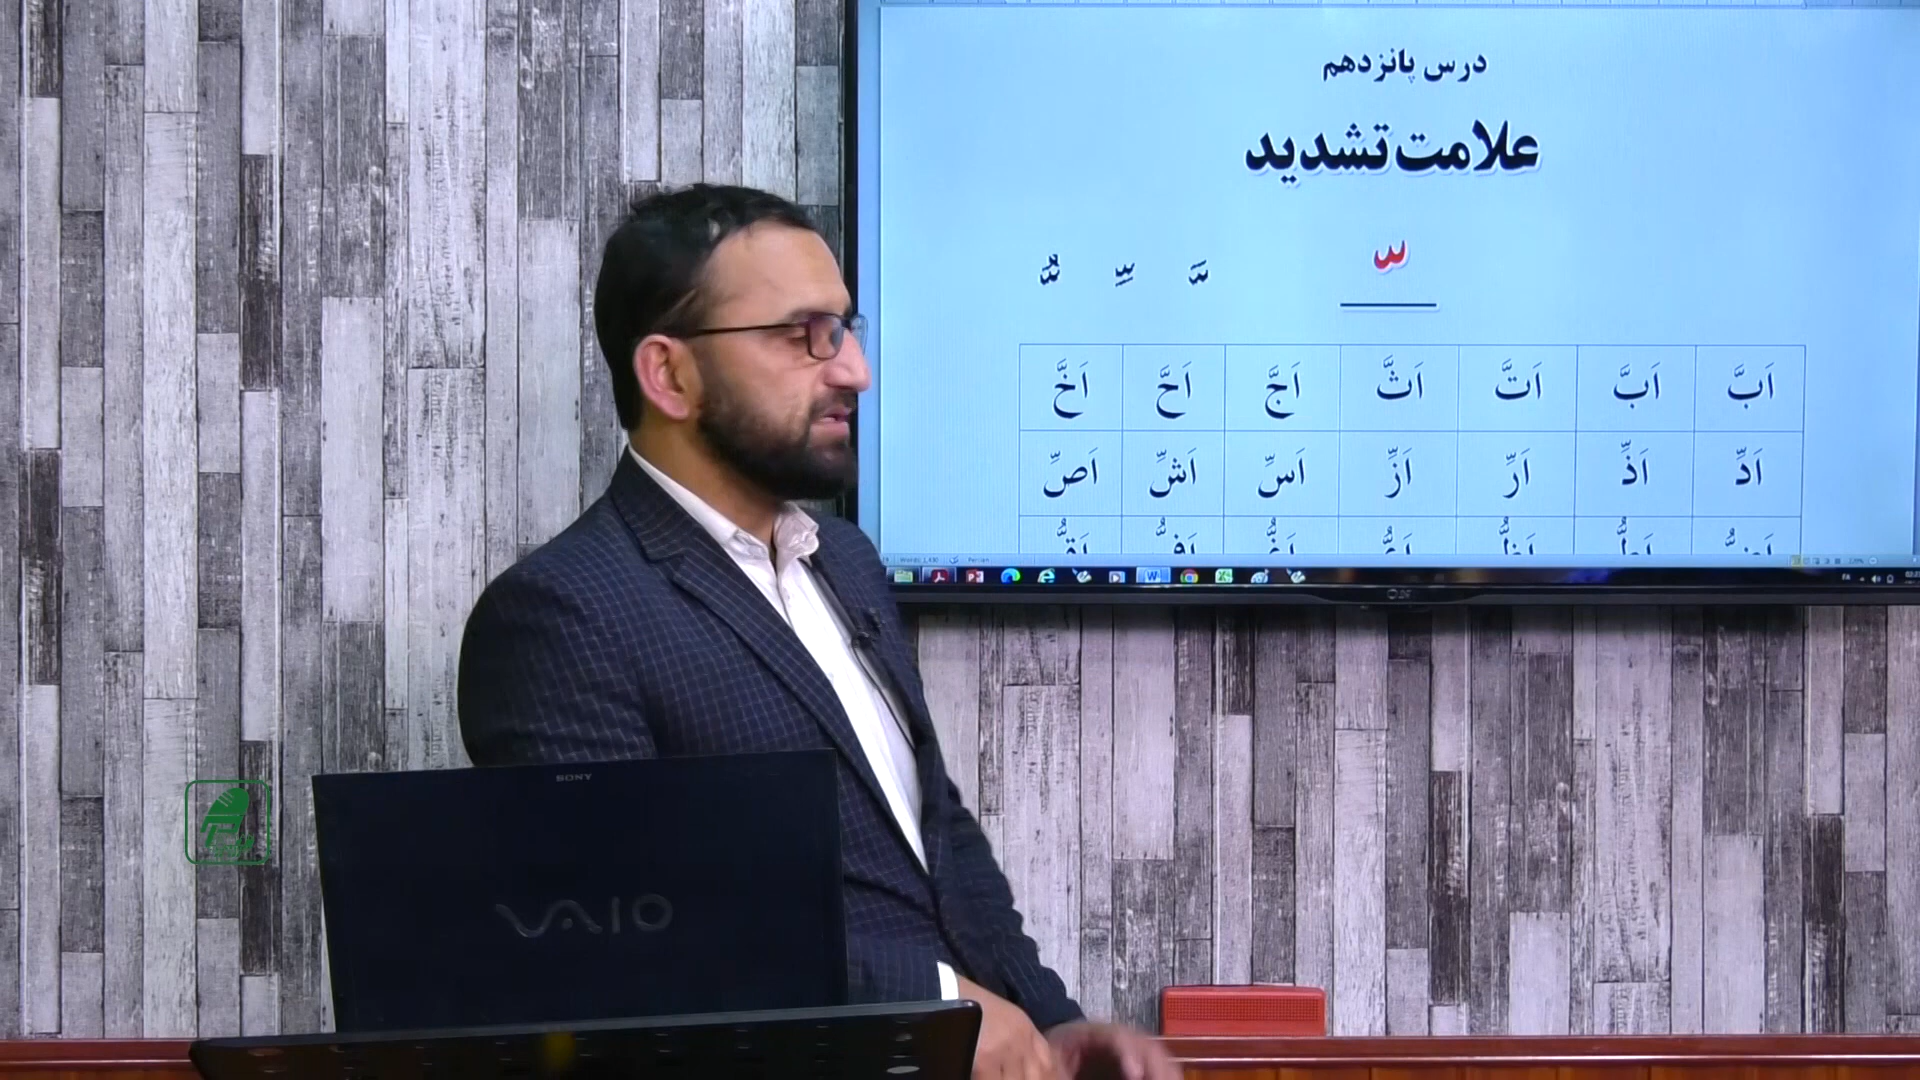 درس پانزدهم
علامت تشدید
ـّ ـَّ ـِّ ـُّ
اَبَّ اَبَّ اَتَّ اَثَّ اَجَّ اَحَّ اَخَّ
اَدِّ اَذِّ اَرِّ اَزِّ اَسِّ اَشِّ اَصِّ
اَضُّ اَطُّ اَظُّ اَعُّ اَغُّ اَفُّ اَقُّ
SONY
VAIO